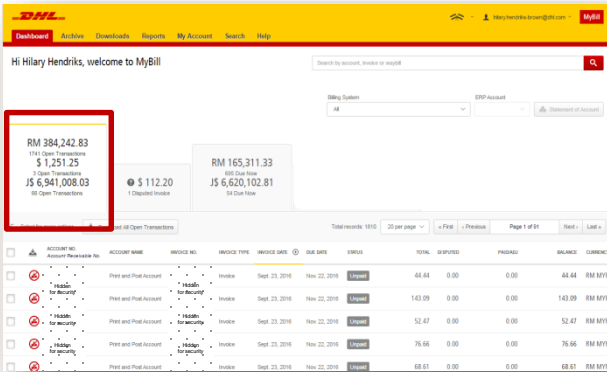 DHL
hilary.hendriks-brown@dhl.com
MyBill
Dashboard Archive Downloads Reports My Account Search Help
Hi Hilary Hendriks, welcome to MyBill
Search by account, invoice or waybill
Billing System
ERP Account
All
Statement of Account
RM 384,242.83
1741 Open Transactions
$ 1,251.25
3 Open Transactions
J$ 6,941,008.03
66 Open Transactions
$ 112.20
1 Disputed Invoice
RM 165,311.33
600 Due Now
J$ 6,620,102.81
54 Due Now
All Open Transactions
Total records: 1810 20 per page « First ‹ Previous Page 1 of 91 Next › Last »
ACCOUNT NO.
Account Receivable No.
ACCOUNT NAME INVOICE NO. INVOICE TYPE INVOICE DATE DUE DATE STATUS TOTAL DISPUTED PAID/ADJ BALANCE CURRENC
Hidden for security Print and Post Account Hidden for security Invoice Sept. 23, 2016 Nov. 22, 2016 Unpaid 44.44 0.00 0.00 44.44 RM MY
Hidden for security Print and Post Account Hidden for security Invoice Sept. 23, 2016 Nov. 22, 2016 Unpaid 143.09 0.00 0.00 143.09 RM MY
Hidden for security Print and Post Account Hidden for security Invoice Sept. 23, 2016 Nov. 22, 2016 Unpaid 52.47 0.00 0.00 52.47 RM MY
Hidden for security Print and Post Account Hidden for security Invoice Sept. 23, 2016 Nov. 22, 2016 Unpaid 76.66 0.00 0.00 76.66 RM MY
Print and Post Account Invoice Sept. 23, 2016 Nov. 22, 2016 Unpaid 68.61 0.00 0.00 68.61 RM MY